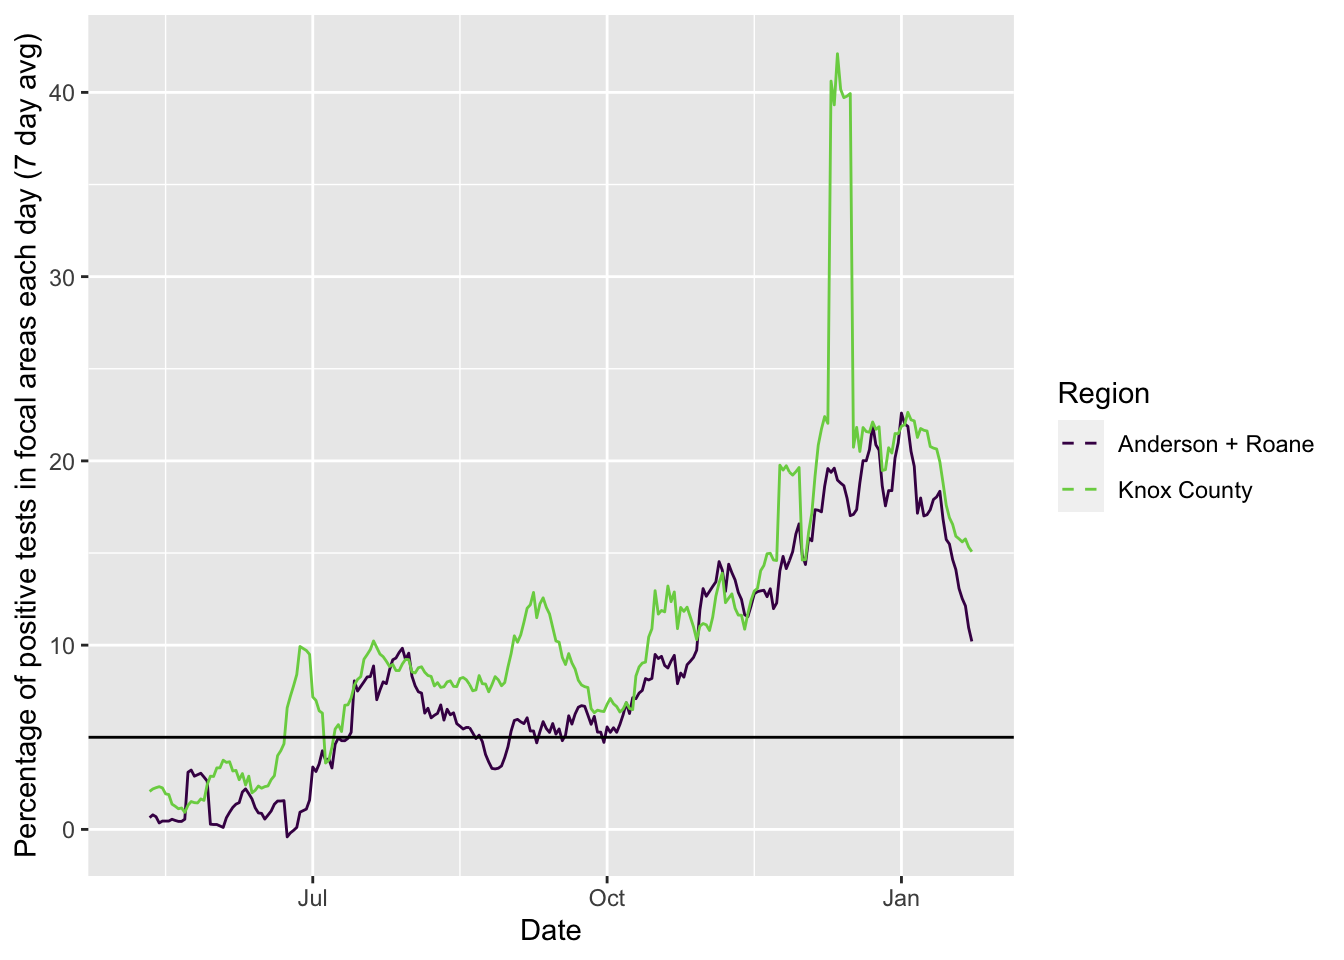 Percentage of positive tests in focal areas each day (7 day avg)
40
30
20
10
0
Jul
Oct
Jan
Date
Region
Anderson + Roane
Knox County